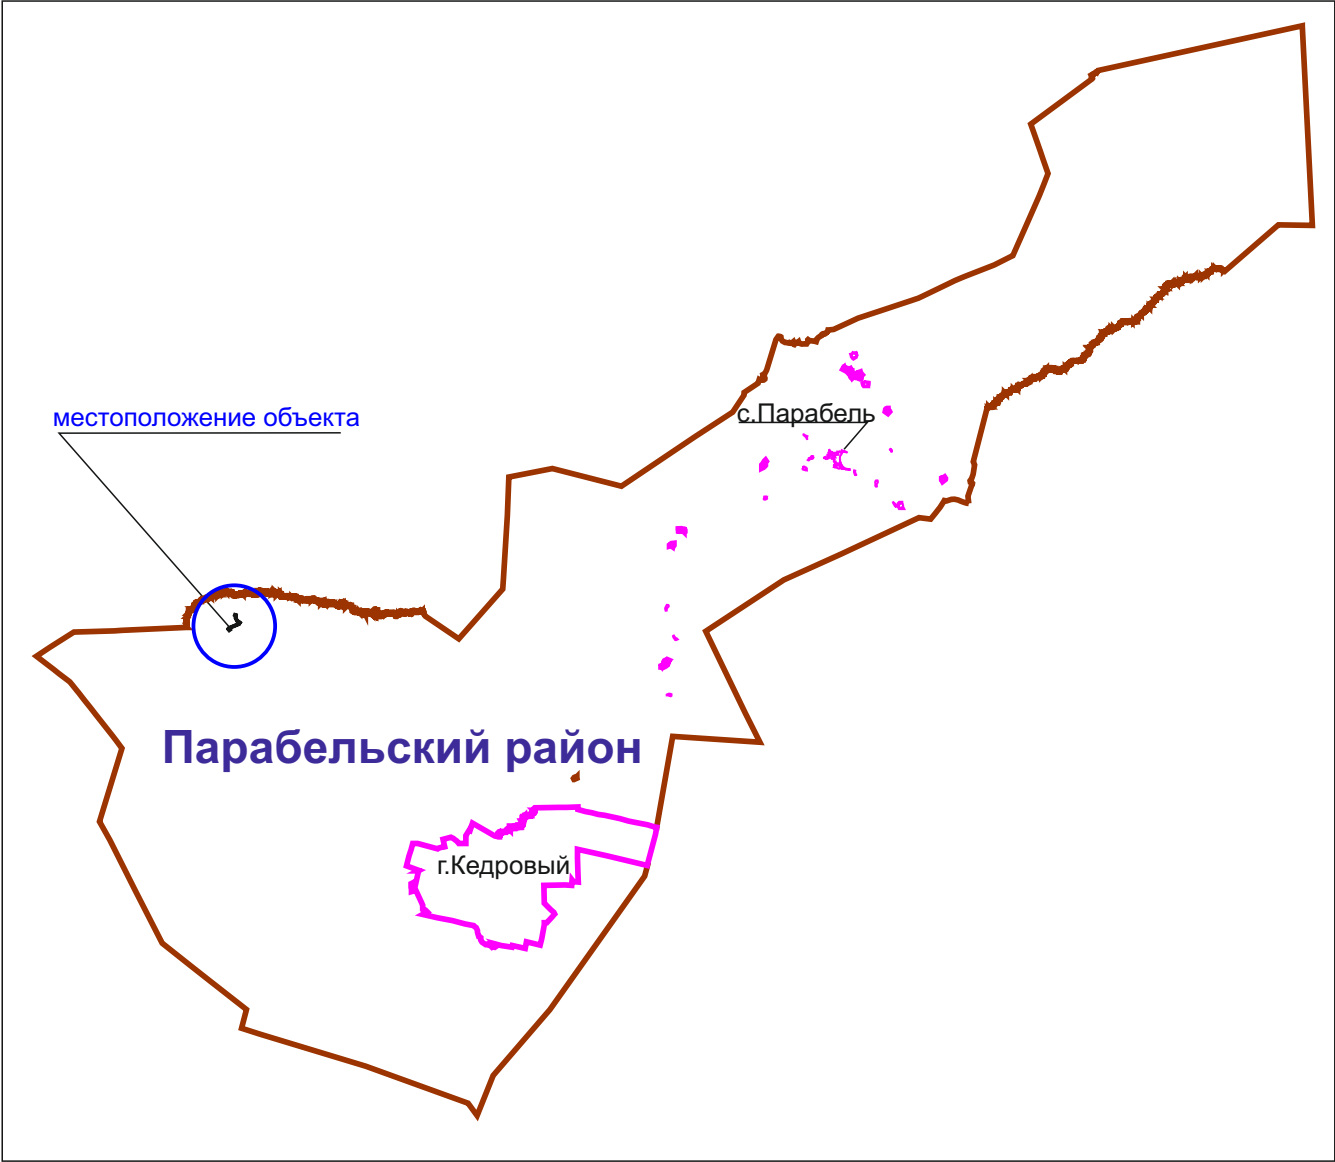 с.Парабель
местоположение объекта
Парабельский район
г.Кедровый